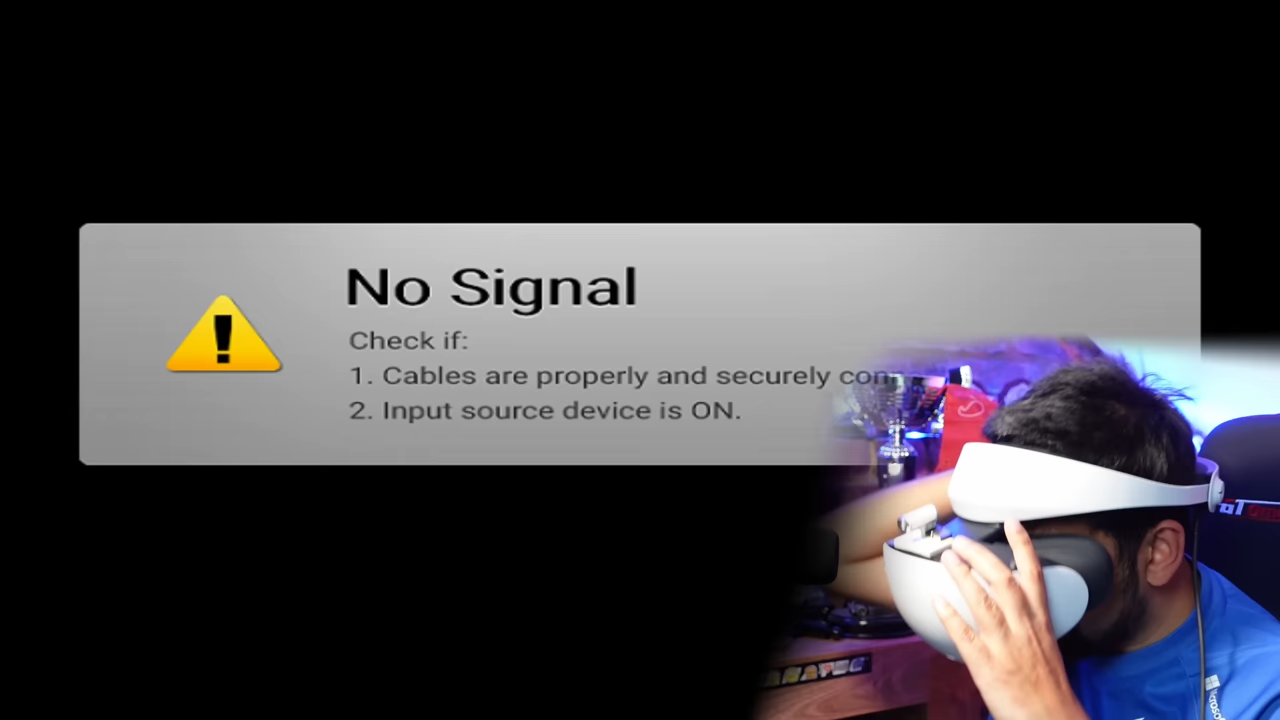 No Signal
Check if:
1. Cables are properly and securely con
2. Input source device is ON.